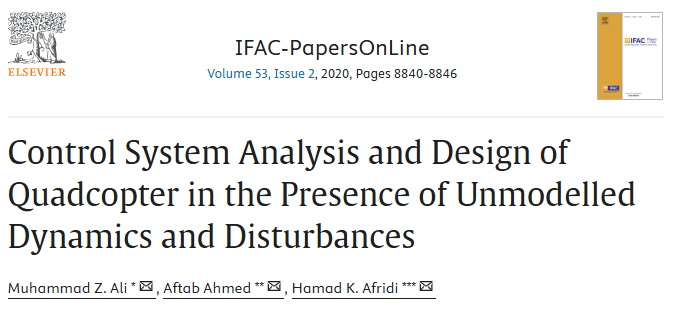 ELSEVIER
IFAC-PapersOnLine
Volume 53, Issue 2, 2020, Pages 8840-8846
IFAC
Control System Analysis and Design of
Quadcopter in the Presence of Unmodelled
Dynamics and Disturbances
Muhammad Z. Ali * , Aftab Ahmed ** , Hamad K. Afridi ***